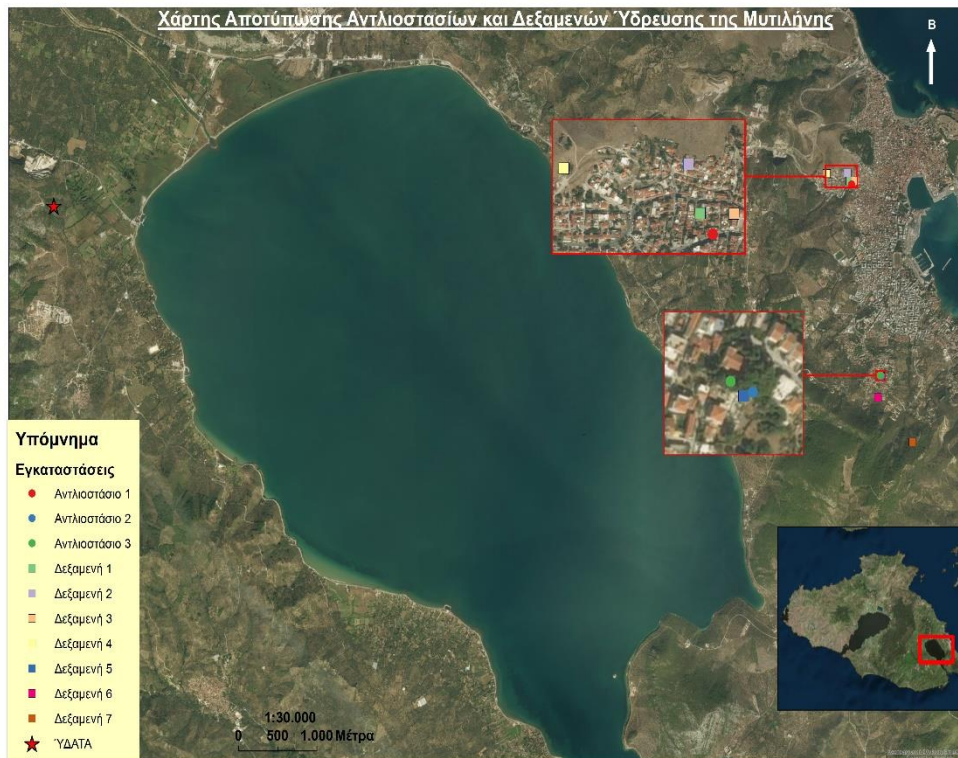 Χάρτης Αποτύπωσης Αντλιοστασίων και Δεξαμενών Ύδρευσης της Μυτιλήνης
Β
Υπόμνημα
Εγκαταστάσεις
Αντλιοστάσιο 1
Αντλιοστάσιο 2
Αντλιοστάσιο 3
Δεξαμενή 1
Δεξαμενή 2
Δεξαμενή 3
Δεξαμενή 4
Δεξαμενή 5
Δεξαμενή 6
Δεξαμενή 7
ΎΔΑΤΑ
1:30.000
0 500 1.000 Μέτρα